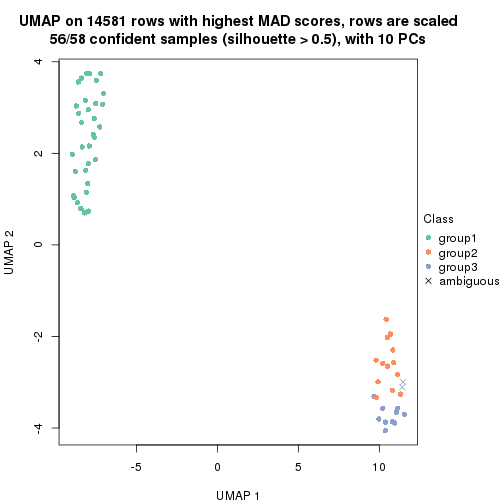 UMAP on 14581 rows with highest MAD scores, rows are scaled
56/58 confident samples (silhouette > 0.5), with 10 PCs
4
2
0
-2
-4
UMAP 2
-5
0
5
10
UMAP 1
Class
group1
group2
group3
ambiguous